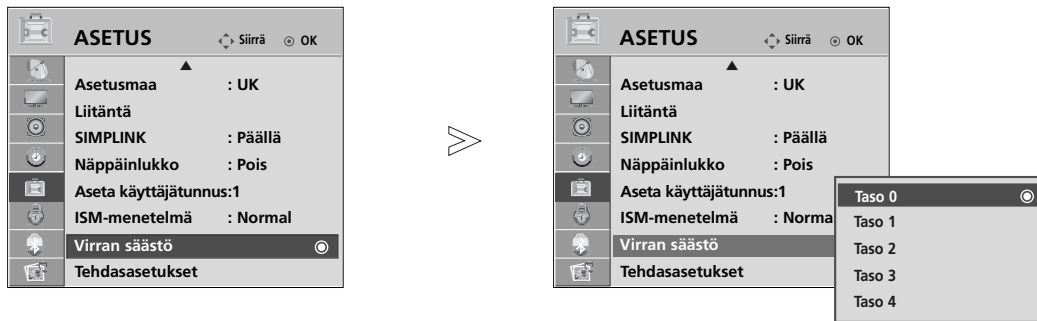 ASETUS Siirrä OK
Asetusmaa : UK
Liitäntä
SIMPLINK : Päällä
Näppäinlukko : Pois
Aseta käyttäjätunnus:1
ISM-menetelmä : Normal
Virran säästö
Tehdasasetukset
ASETUS Siirrä OK
Asetusmaa : UK
Liitäntä
SIMPLINK : Päällä
Näppäinlukko : Pois
Aseta käyttäjätunnus:1
ISM-menetelmä : Norma
Virran säästö
Tehdasasetukset
Taso 0
Taso 1
Taso 2
Taso 3
Taso 4